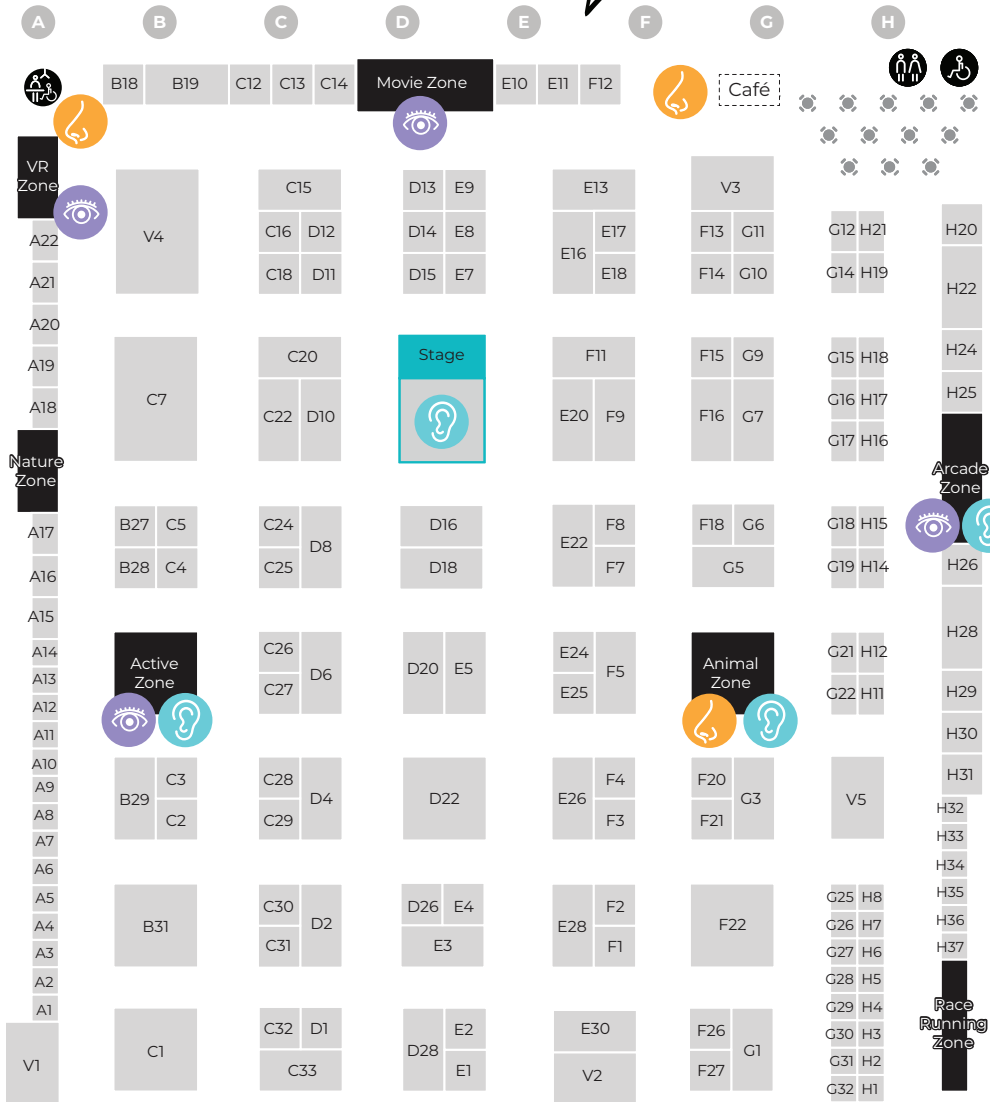 A B C D E F G H
B18 B19 C12 C13 C14 Movie Zone E10 E11 F12 Café
VR
Zone
C15 D13 E9 E13 V3
V4 C16 D12 D14 E8 E16 E17 F13 G11 G12 H21 H20
A22
C18 D11 D15 E7 E18 F14 G10 G14 H19 H22
A21
A20
A19 C7 C20 Stage F11 F15 G9 G15 H18 H24
A18 C22 D10 E20 F9 F16 G7 G16 H17 H25
G17 H16
Nature
Zone
Arcade
Zone
A17 B27 C5 C24 D8 D16 E22 F8 F18 G6 G18 H15
A16 B28 C4 C25 D18 F7 G5 G19 H14 H26
A15
A14 C26 D6 D20 E5 E24 F5 G21 H12 H28
Active
Zone
Animal
Zone
A13 C27 E25 G22 H11 H29
A12
A11 H30
A10 C3 C28 F4 F20 H31
A9 B29 D4 D22 E26 G3 V5
A8 C2 C29 F3 F21 H32
A7 H33
A6 H34
A5 C30 D26 E4 F2 G25 H8 H35
A4 B31 D2 E28 F22 G26 H7 H36
A3 C31 E3 F1 G27 H6 H37
A2 G28 H5
A1 G29 H4
Race
Running
Zone
C32 D1 E2 E30 F26 G30 H3
V1 C1 D28 G1
C33 E1 V2 F27 G31 H2
G32 H1